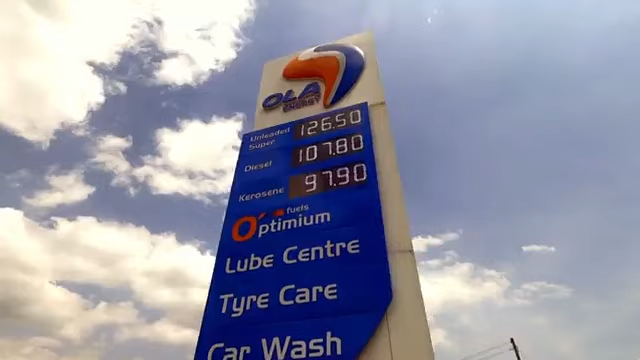 OLA
ENERGY
Unleaded Super 126.50
Diesel 107.80
Kerosene 97.90
fuels
O'ptimium
Lube Centre
Tyre Care
Car Wash